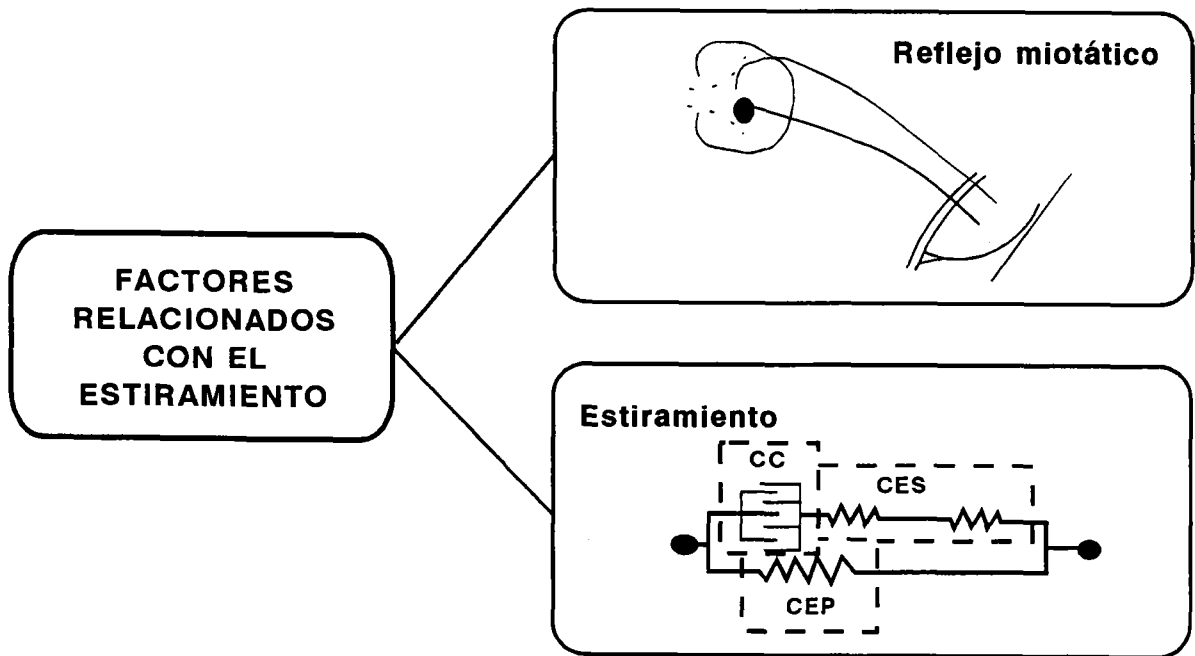 Reflejo miotático
FACTORES
RELACIONADOS
CON EL
ESTIRAMIENTO
Estiramiento
CC
CES
CEP